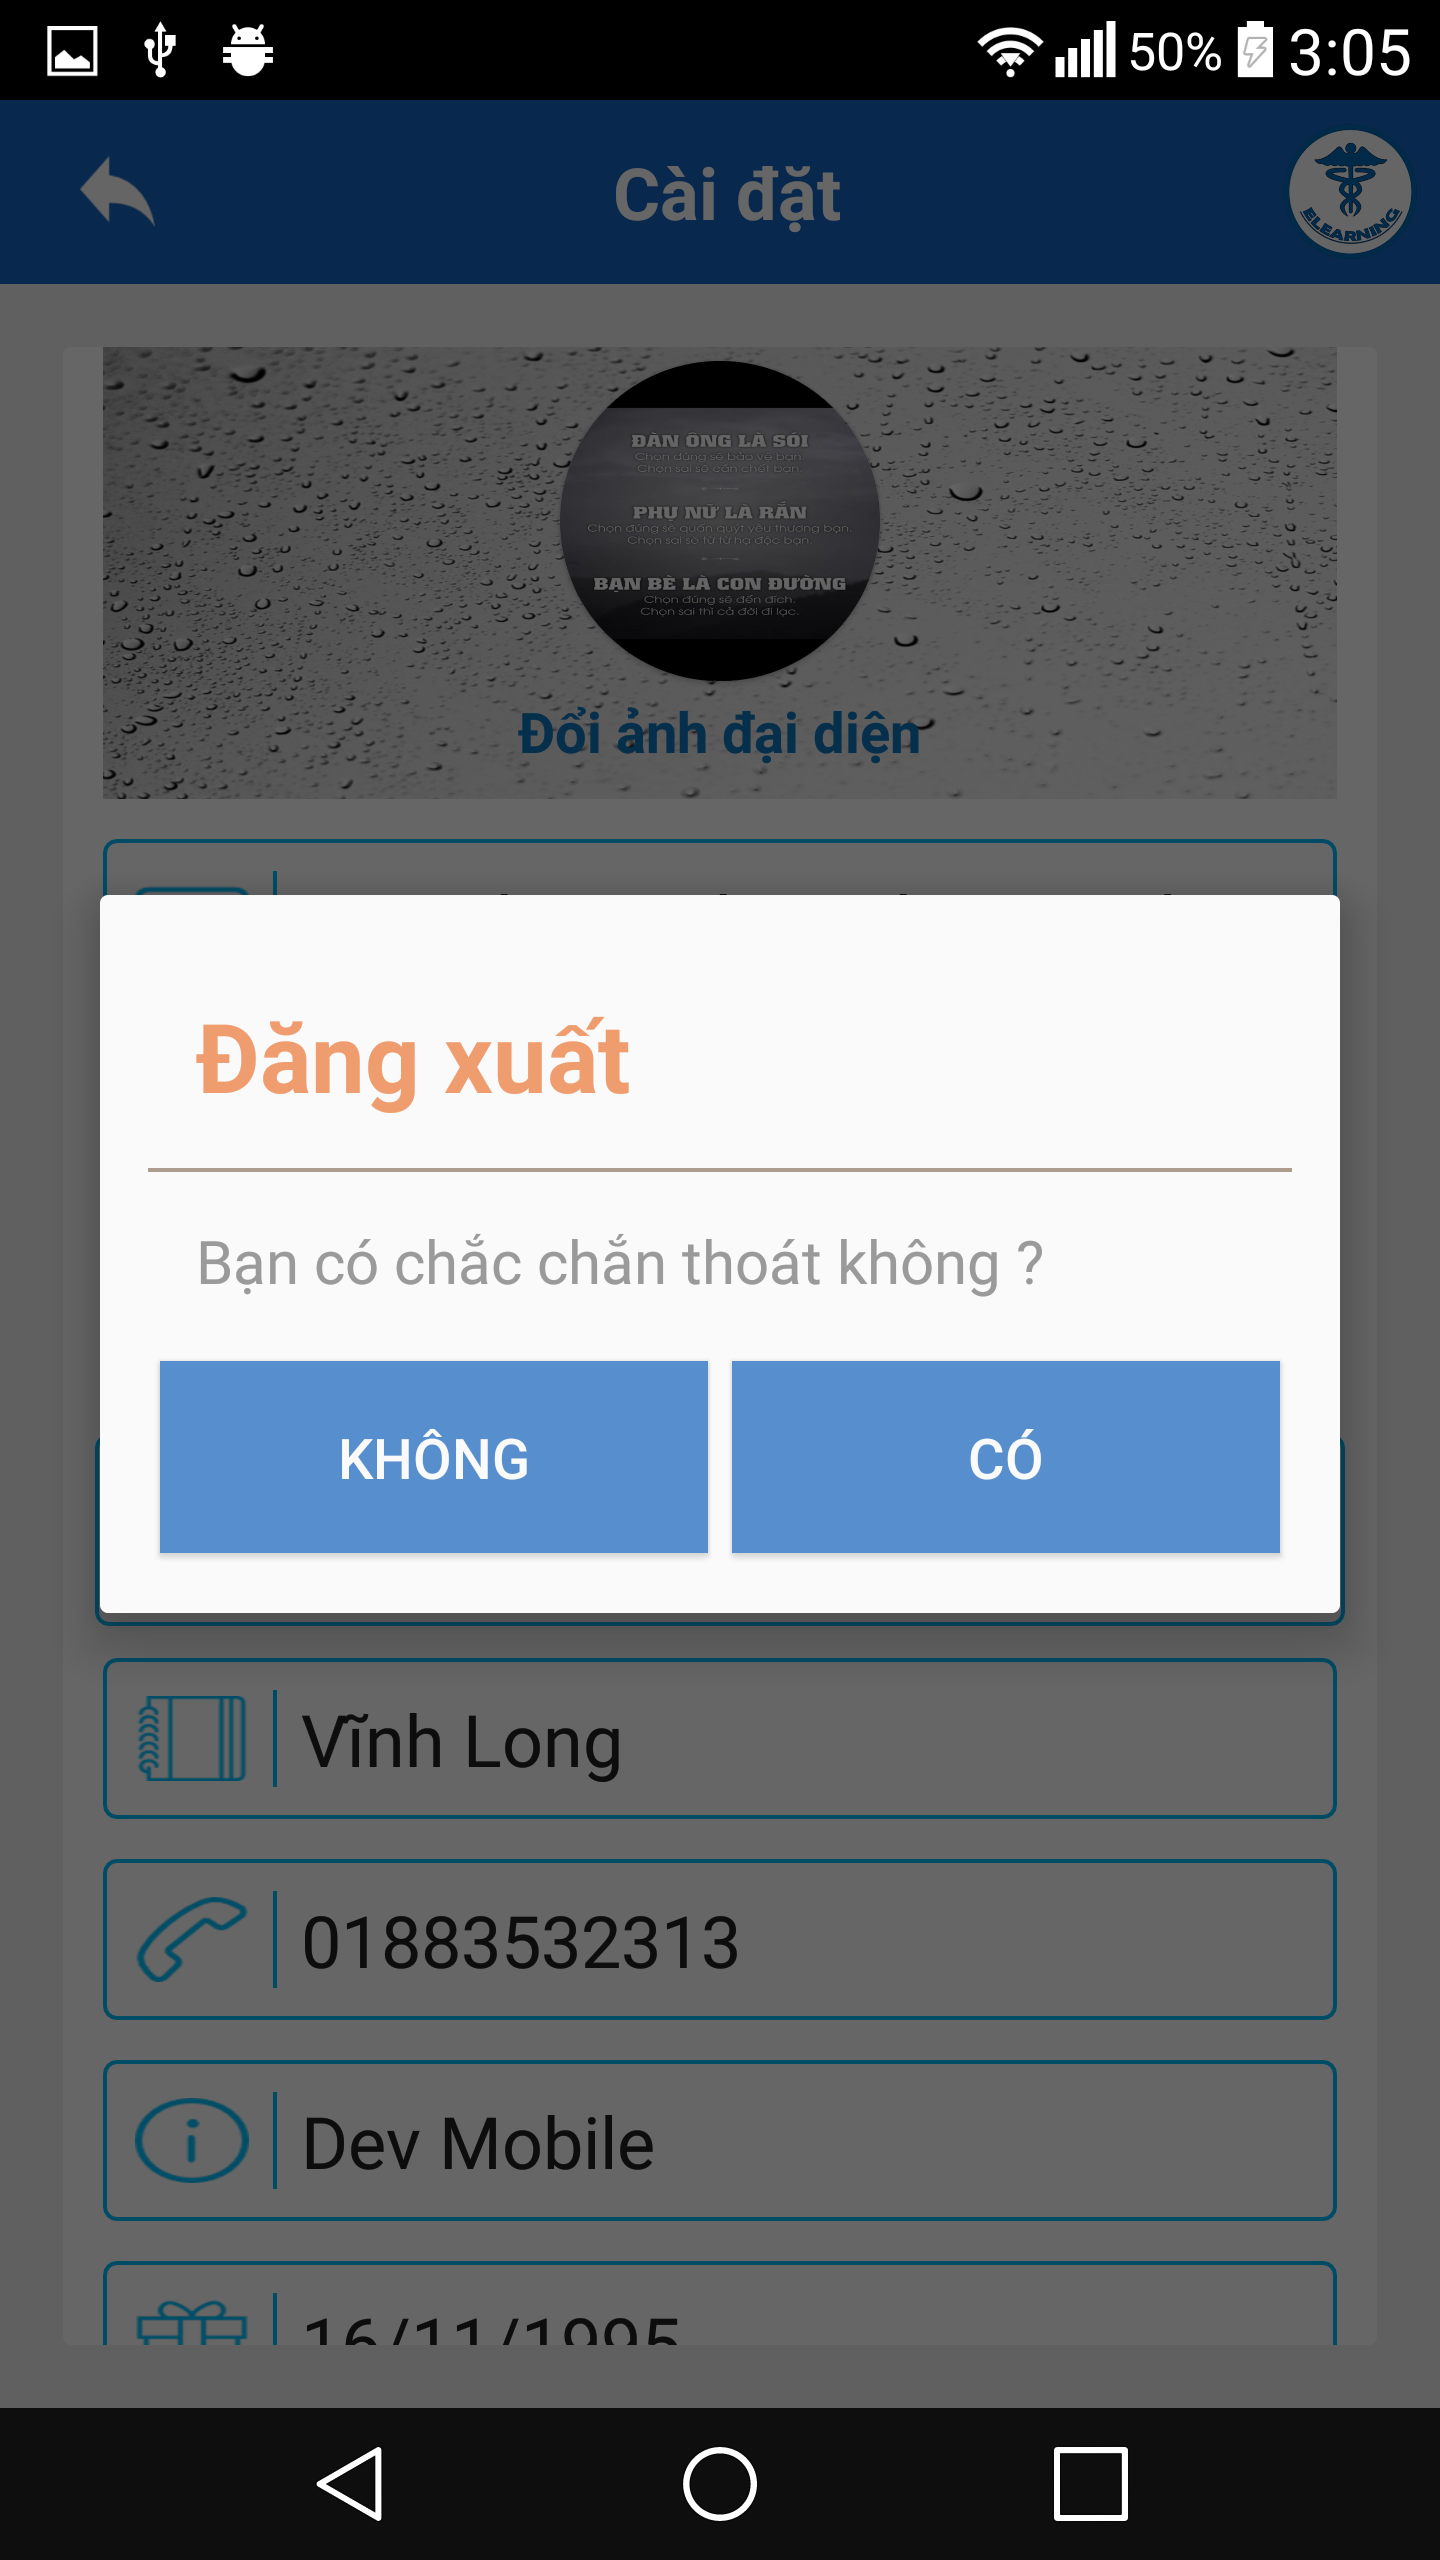 50% 3:05
Cài đặt
ELEARNING
ĐÀN ÔNG LÀ SÓI
Chọn đúng sẽ bảo vệ bạn.
Chọn sai sẽ cắn chết bạn.
PHỤ NỮ LÀ RẮN
Chọn đúng sẽ quấn quýt yêu thương bạn.
Chọn sai sẽ từ từ hạ độc bạn.
BẠN BÈ LÀ CON ĐƯỜNG
Chọn đúng sẽ đến đích.
Chọn sai thì cả đời đi lạc.
Đổi ảnh đại diện
Đăng xuất
Bạn có chắc chắn thoát không ?
KHÔNG
CÓ
Vĩnh Long
01883532313
Dev Mobile
16/11/1995